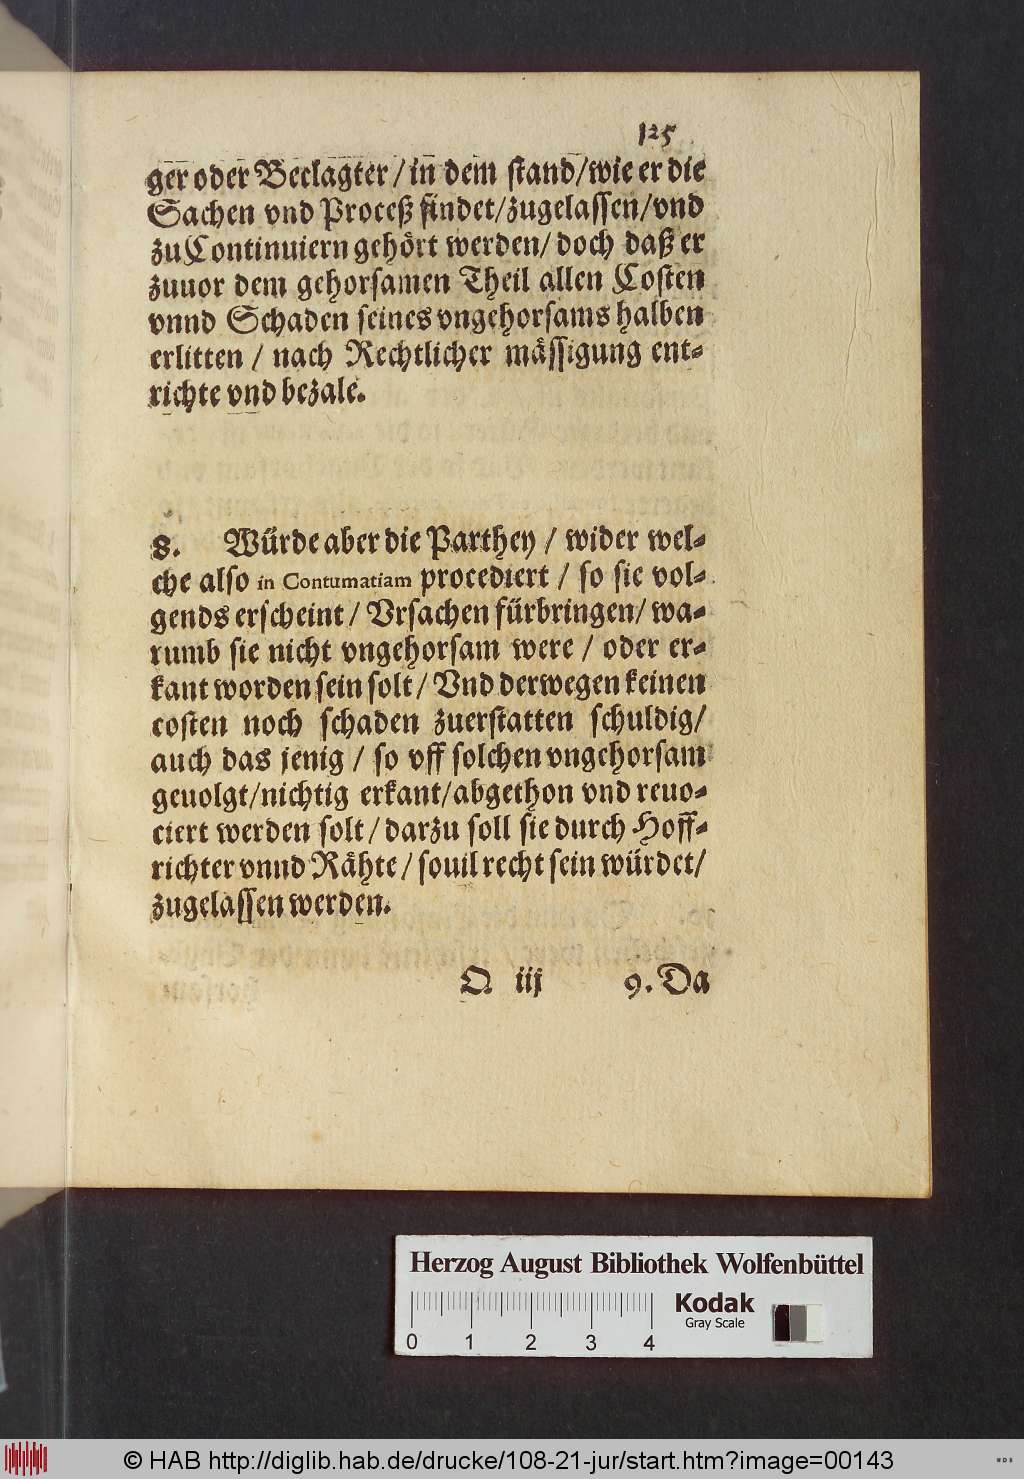 125
ger oder Beclagter / in dem stand / wie er die
Sachen vnd Proceß findet / zugelassen / vnd
zu Continuiern gehört werden / doch daß er
zuuor dem gehorsamen Theil allen Costen
vnnd Schaden seines vngehorsams halben
erlitten / nach Rechtlicher mässigung ent⸗
richte vnd bezale.
8. Würde aber die Parthey / wider wel⸗
che also in Contumatiam procediert / so sie vol⸗
gends erscheint / Vrsachen fürbringen / wa⸗
rumb sie nicht vngehorsam were / oder er⸗
kant worden sein solt / Vnd derwegen keinen
costen noch schaden zuerstatten schuldig /
auch das jenig / so vff solchen vngehorsam
geuolgt / nichtig erkant / abgethon vnd reuo⸗
ciert werden solt / darzu soll sie durch Hoff⸗
richter vnnd Rähte / souil recht sein würdet /
zugelassen werden.
Q iij 9. Da
Herzog August Bibliothek Wolfenbüttel
Kodak
Gray Scale
0 1 2 3 4
© HAB http://diglib.hab.de/drucke/108-21-jur/start.htm?image=00143